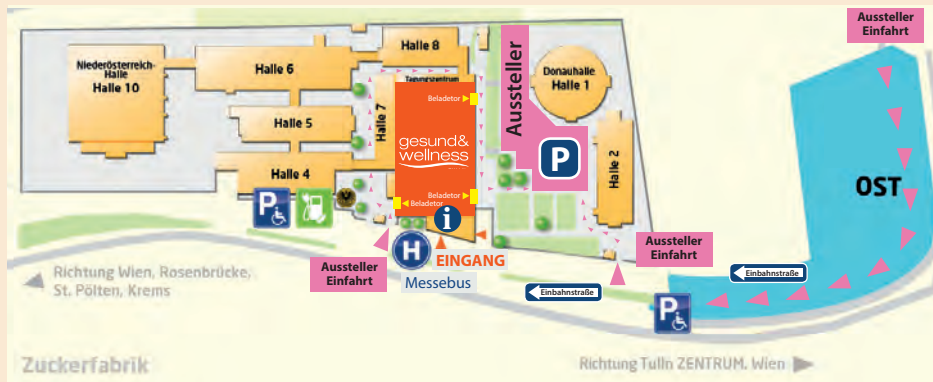 Aussteller
Einfahrt
Niederösterreich-
Halle
Halle 10
Halle 6
Halle 8
Tagungszentrum
Halle 5
Halle 4
Halle 7
Beladetor
gesund&
wellness
Beladetor
Beladetor
Aussteller
P
Donauhalle
Halle 1
Halle 2
OST
P
i
H
EINGANG
Messebus
Aussteller
Einfahrt
Aussteller
Einfahrt
Einbahnstraße
Einbahnstraße
P
Richtung Wien, Rosenbrücke,
St. Pölten, Krems
Zuckerfabrik
Richtung Tulln ZENTRUM, Wien